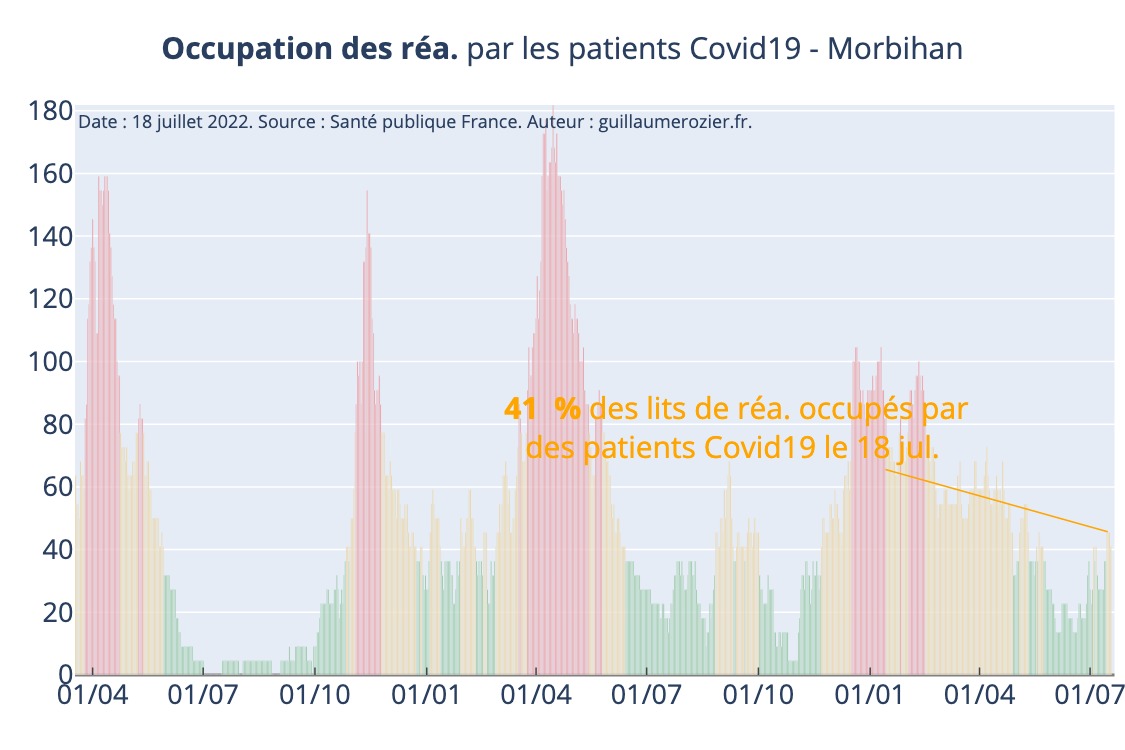 Occupation des réa. par les patients Covid19 - Morbihan
180
Date : 18 juillet 2022. Source : Santé publique France. Auteur : guillaumerozier.fr.
160
140
120
100
80
60
40
20
0
41 % des lits de réa. occupés par
des patients Covid19 le 18 jul.
01/04 01/07 01/10 01/01 01/04 01/07 01/10 01/01 01/04 01/07